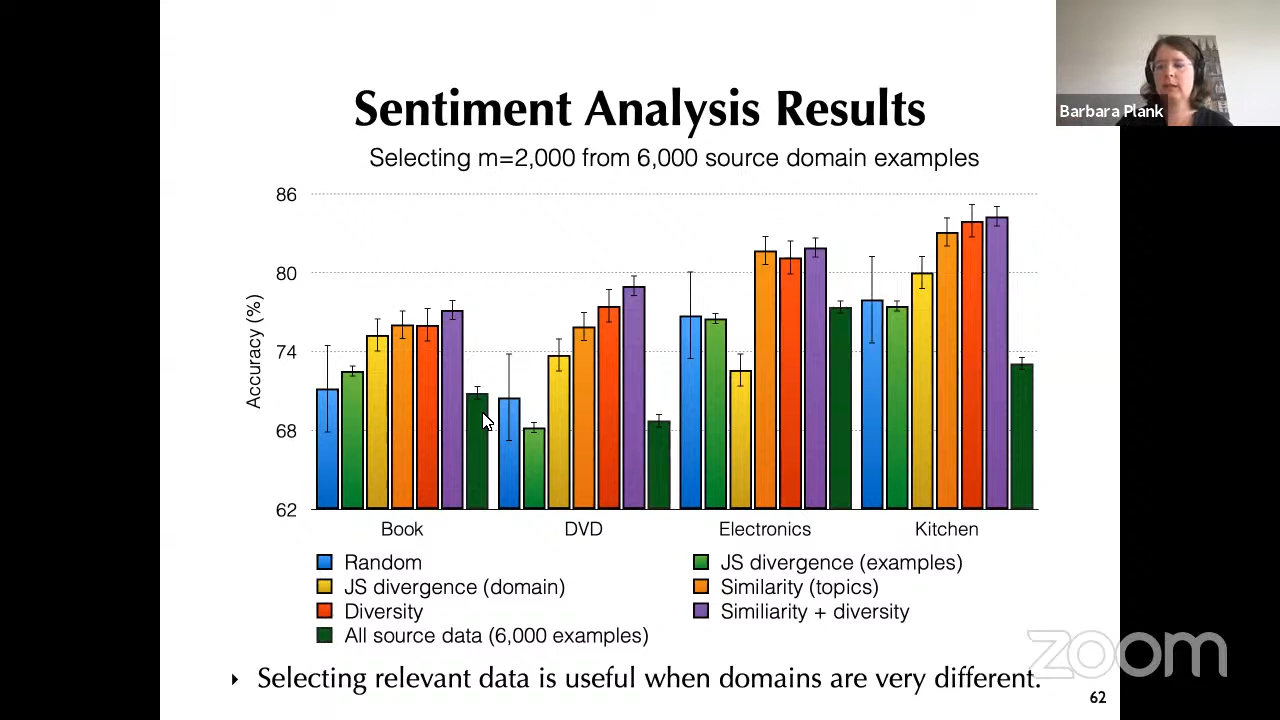 Sentiment Analysis Results
Barbara Plank
Selecting m=2,000 from 6,000 source domain examples
86
80
74
68
62
Accuracy (%)
Book DVD Electronics Kitchen
Random JS divergence (examples)
JS divergence (domain) Similarity (topics)
Diversity Similiarity + diversity
All source data (6,000 examples)
zoom
Selecting relevant data is useful when domains are very different.
62